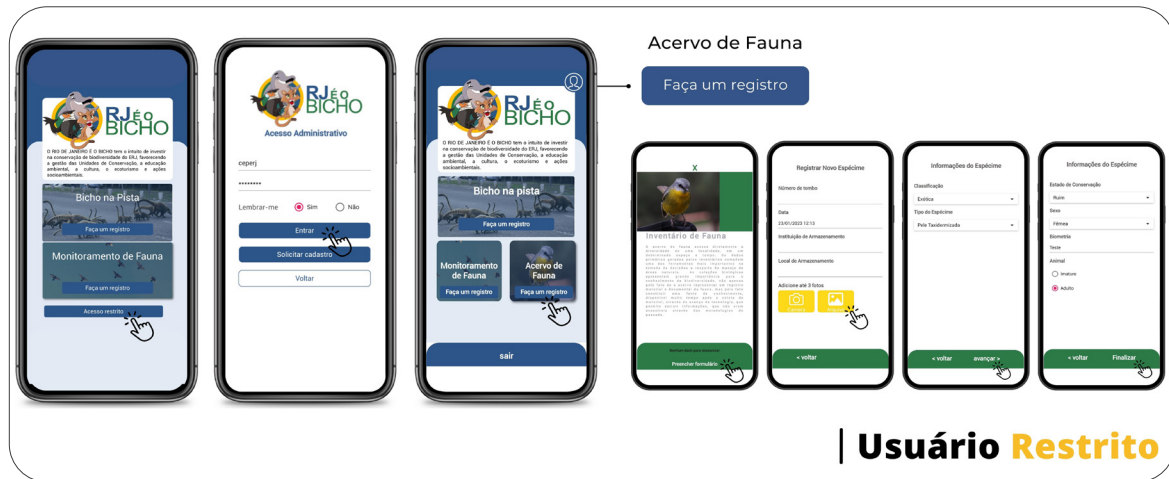 RJ É O
BICHO
O RIO DE JANEIRO É O BICHO tem o intuito de investir
na conservação de biodiversidade do ERJ, favorecendo
a gestão das Unidades de Conservação, a educação
ambiental, a cultura, o ecoturismo e ações
socioambientais.
Bicho na Pista
Faça um registro
Monitoramento de Fauna
Faça um registro
Acesso restrito
RJ É O
BICHO
Acesso Administrativo
ceperj
********
Lembrar-me Sim Não
Entrar
Solicitar cadastro
Voltar
RJ É O
BICHO
O RIO DE JANEIRO É O BICHO tem o intuito de investir
na conservação de biodiversidade do ERJ, favorecendo
a gestão das Unidades de Conservação, a educação
ambiental, a cultura, o ecoturismo e ações
socioambientais.
Bicho na pista
Faça um registro
Monitoramento
de Fauna
Faça um registro
Acervo de
Fauna
Faça um registro
sair
Acervo de Fauna
Faça um registro
X
Inventário de Fauna
Preencher formulário
Registrar Novo Espécime
Número de tombo
Data
23/01/2023 12:13
Instituição de Armazenamento
Local de Armazenamento
Adicione até 3 fotos
< voltar
Informações do Espécime
Classificação
Exótica
Tipo do Espécime
Pele Taxidermizada
< voltar avançar >
Informações do Espécime
Estado de Conservação
Ruim
Sexo
Fêmea
Biometria
Teste
Animal
Imaturo
Adulto
< voltar Finalizar
| Usuário Restrito